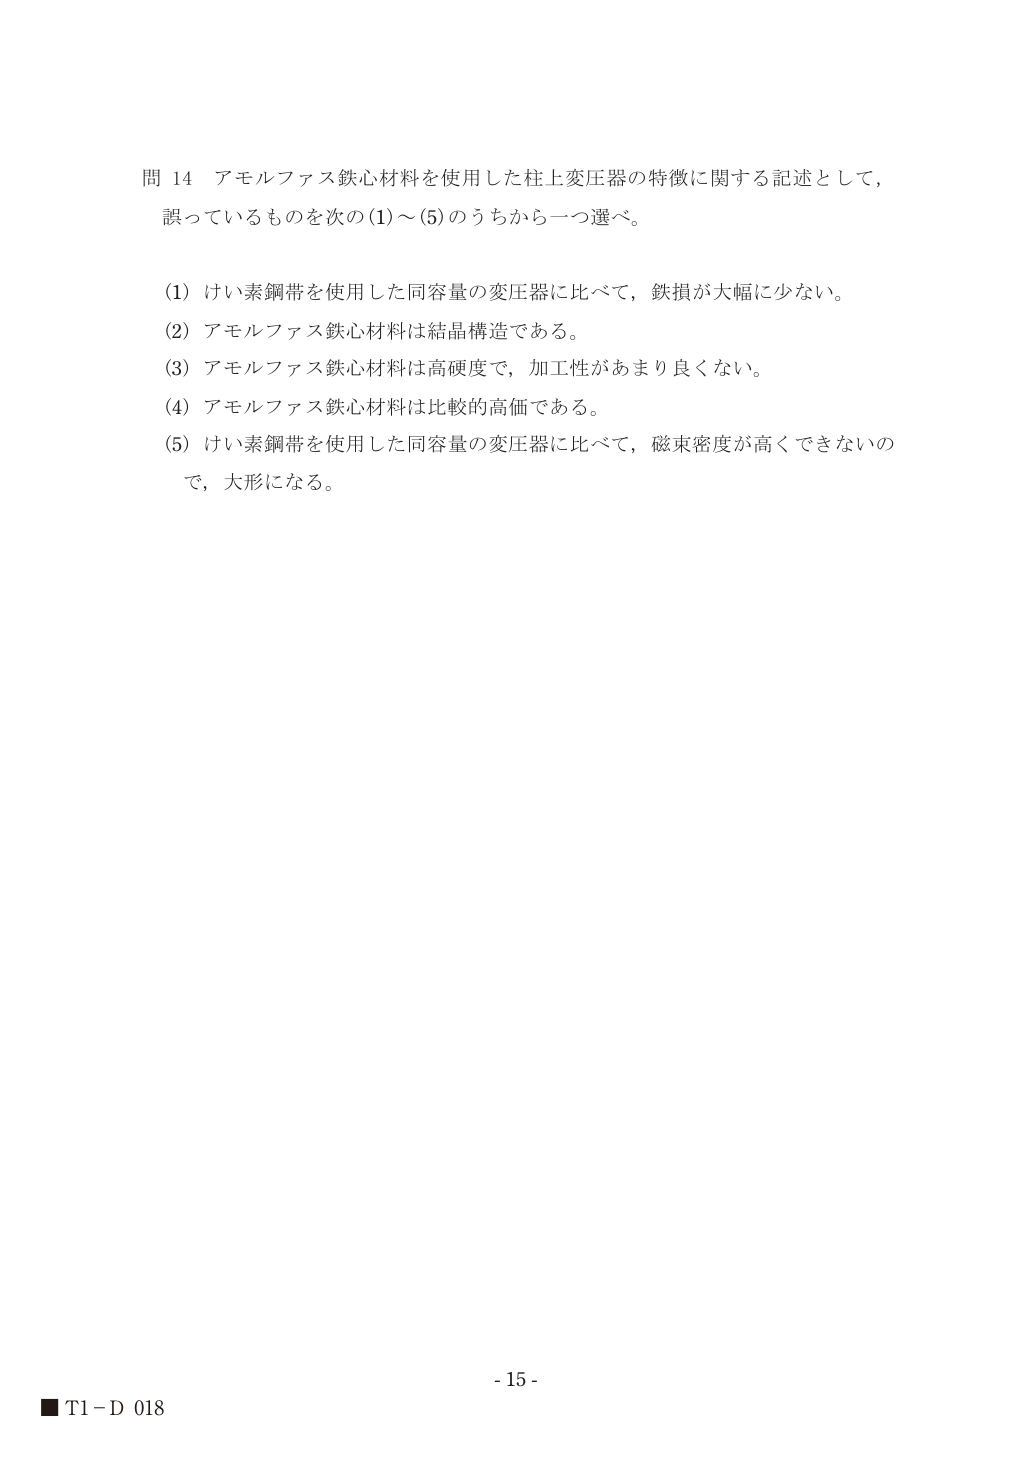 問 14　アモルファス鉄心材料を使用した柱上変圧器の特徴に関する記述として，
誤っているものを次の(1)～(5)のうちから一つ選べ。
(1) けい素鋼帯を使用した同容量の変圧器に比べて，鉄損が大幅に少ない。
(2) アモルファス鉄心材料は結晶構造である。
(3) アモルファス鉄心材料は高硬度で，加工性があまり良くない。
(4) アモルファス鉄心材料は比較的高価である。
(5) けい素鋼帯を使用した同容量の変圧器に比べて，磁束密度が高くできないの
で，大形になる。
- 15 -
■ T1－D 018